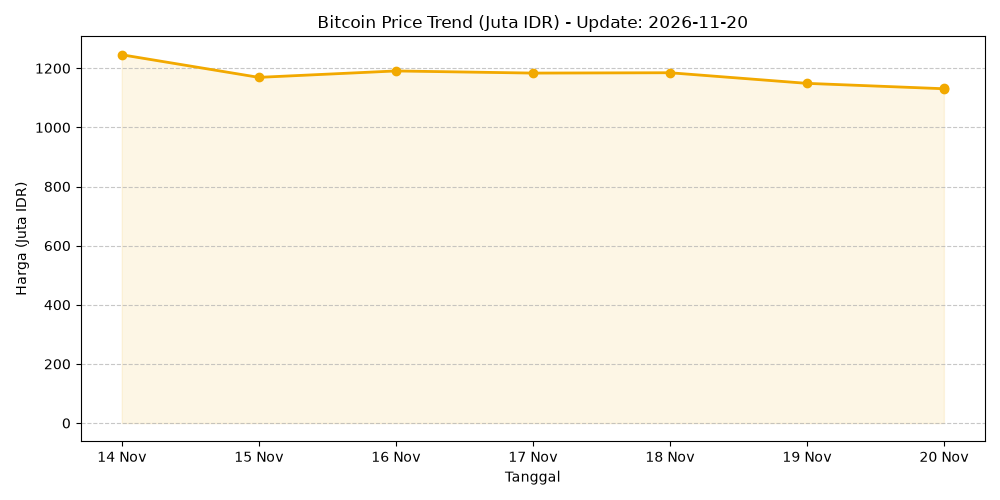 Bitcoin Price Trend (Juta IDR) - Update: 2026-11-20
Harga (Juta IDR)
1200
1000
800
600
400
200
0
14 Nov 15 Nov 16 Nov 17 Nov 18 Nov 19 Nov 20 Nov
Tanggal